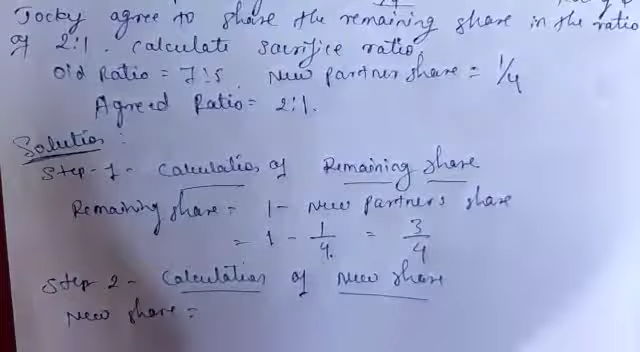 Jocky agree to share the remaining share in the ratio
of 2:1. Calculate sacrifice ratio.
Old Ratio = 7:5. New partner share = 1/4
Agreed Ratio = 2:1.
Solution:
Step-1- Calculation of Remaining share
Remaining share = 1 - New partners share
= 1 - 1/4 = 3/4
Step 2- Calculation of New share
New share =